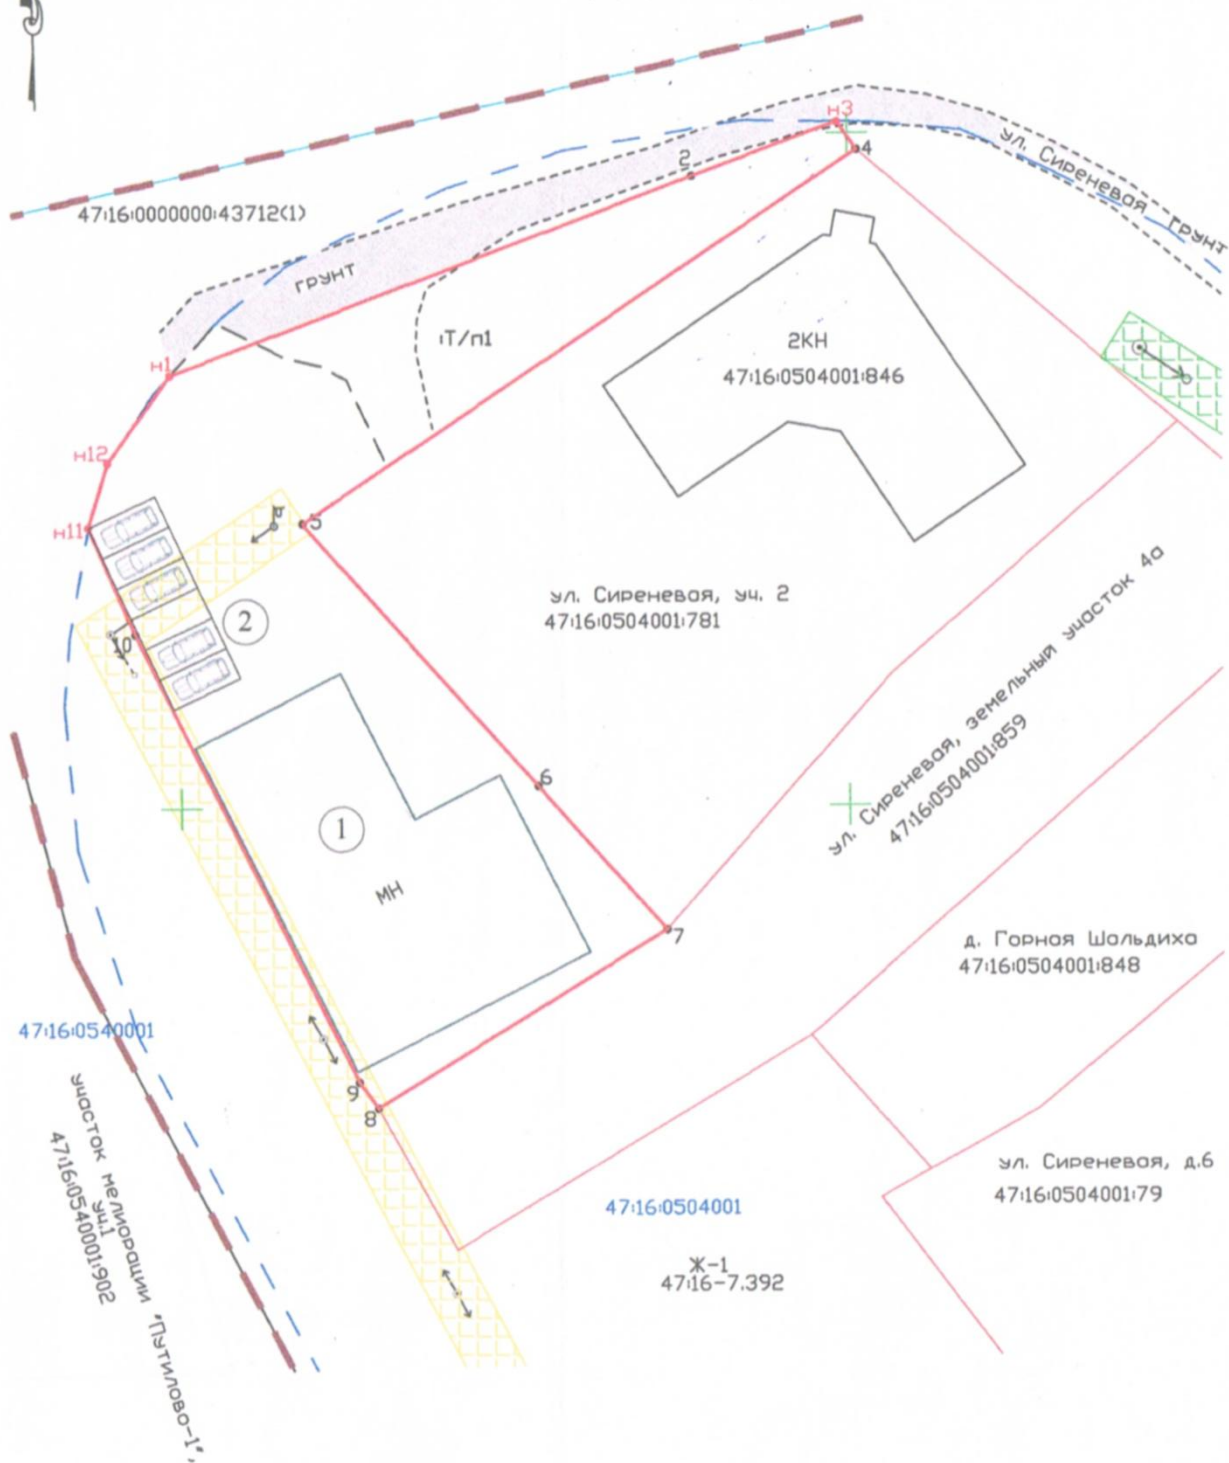 н3
4
2
ул. Сиреневая грунт
47:16:0000000:43712(1)
грунт
н1
:Т/п1
2КН
47:16:0504001:846
н12
н11
5
10
2
ул. Сиреневая, уч. 2
47:16:0504001:781
ул. Сиреневая, земельный участок 4а
47:16:0504001:859
6
1
МН
7
д. Горная Шальдиха
47:16:0504001:848
47:16:0540001
9
8
участок мелиорации "Путилово-1",
уч.1
47:16:0540001:902
ул. Сиреневая, д.6
47:16:0504001:79
47:16:0504001
Ж-1
47:16-7.392